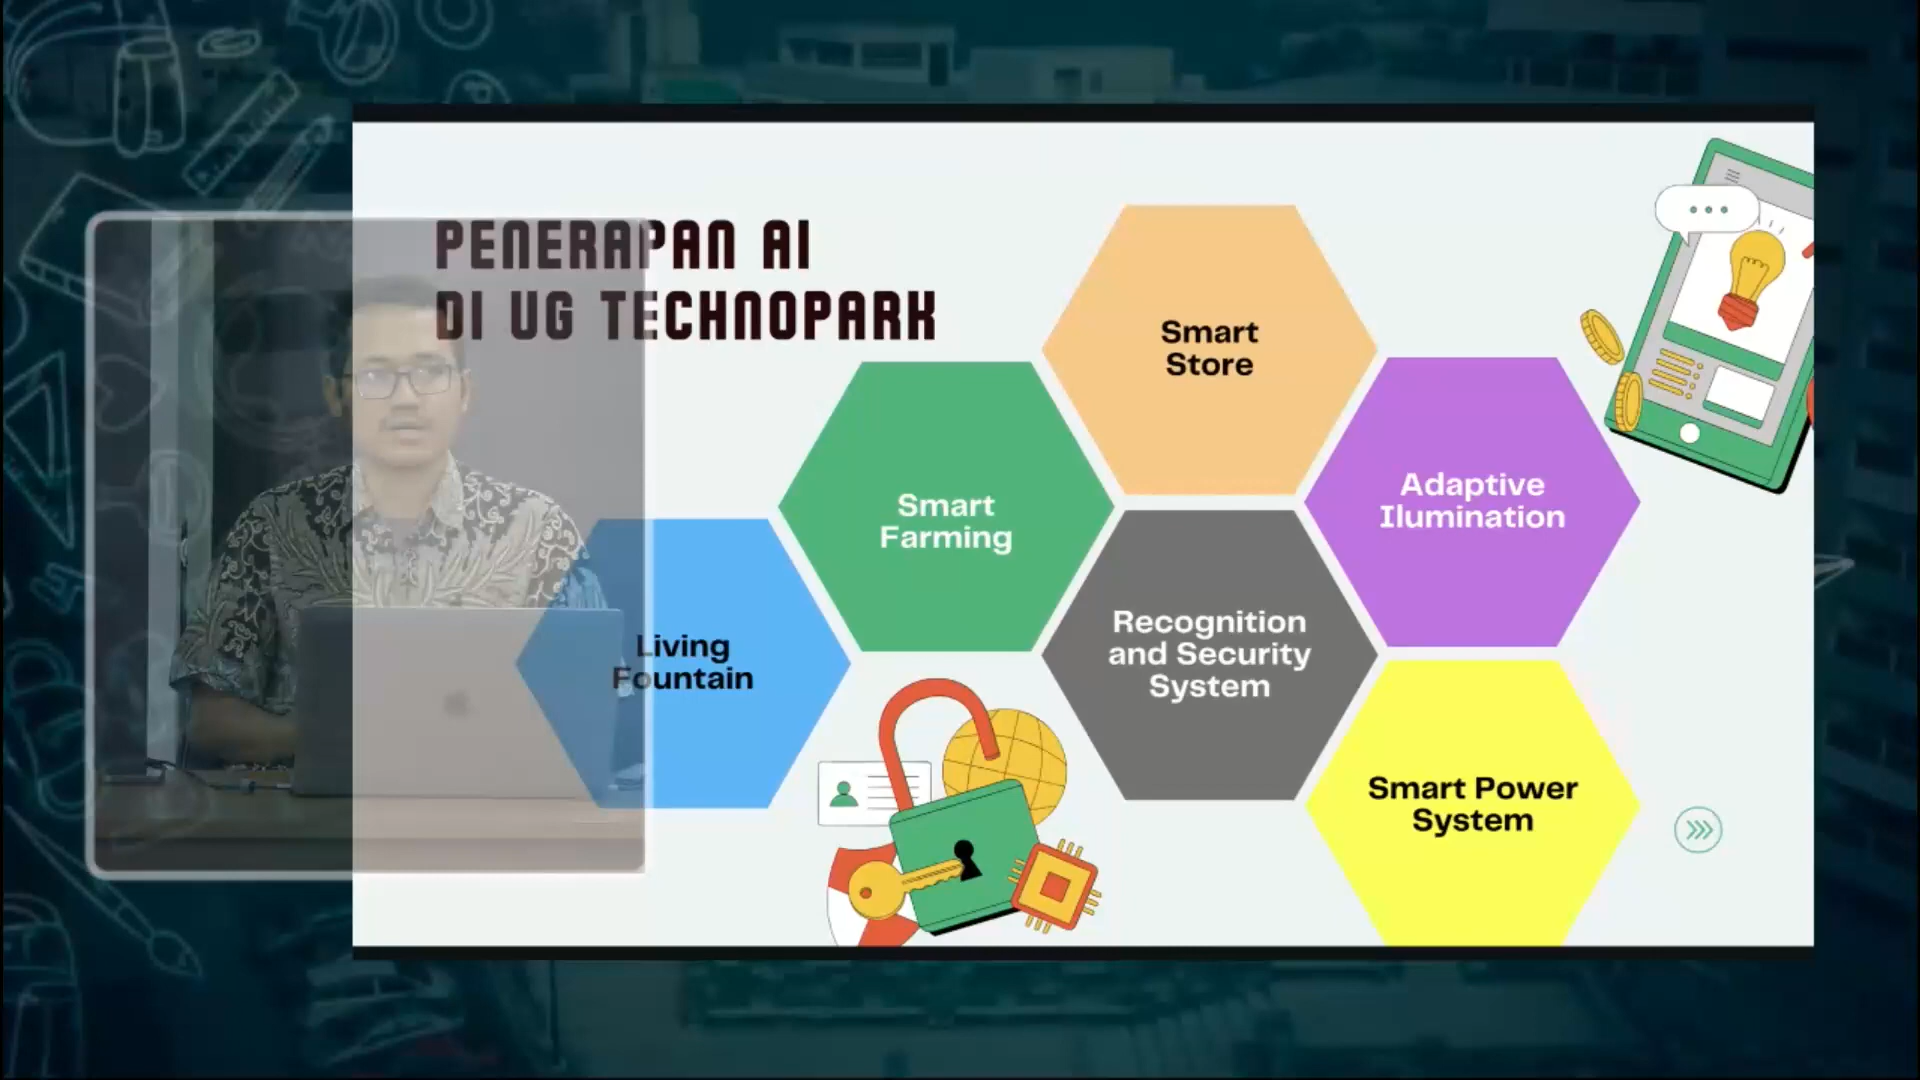 PENERAPAN AI
DI UG TECHNOPARK
Smart
Store
Smart
Farming
Adaptive
Ilumination
Living
Fountain
Recognition
and Security
System
Smart Power
System